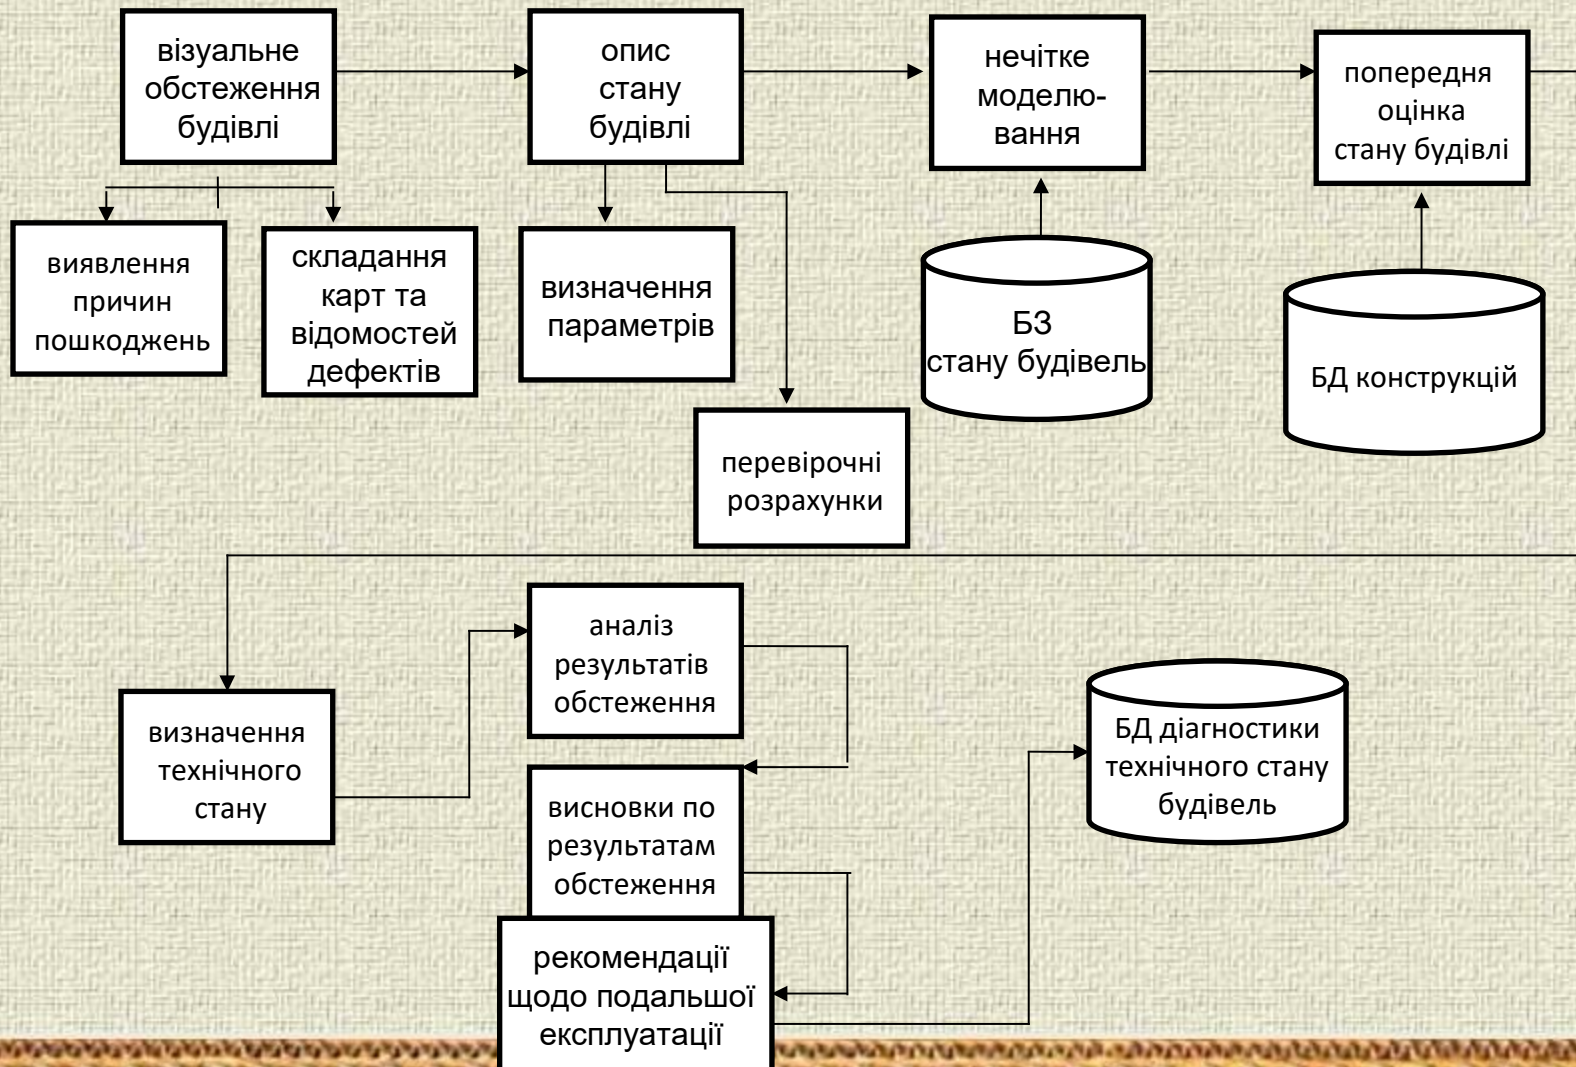 візуальне
обстеження
будівлі
опис
стану
будівлі
нечітке
моделю-
вання
попередня
оцінка
стану будівлі
виявлення
причин
пошкоджень
складання
карт та
відомостей
дефектів
визначення
параметрів
БЗ
стану будівель
БД конструкцій
перевірочні
розрахунки
визначення
технічного
стану
аналіз
результатів
обстеження
висновки по
результатам
обстеження
рекомендації
щодо подальшої
експлуатації
БД діагностики
технічного стану
будівель